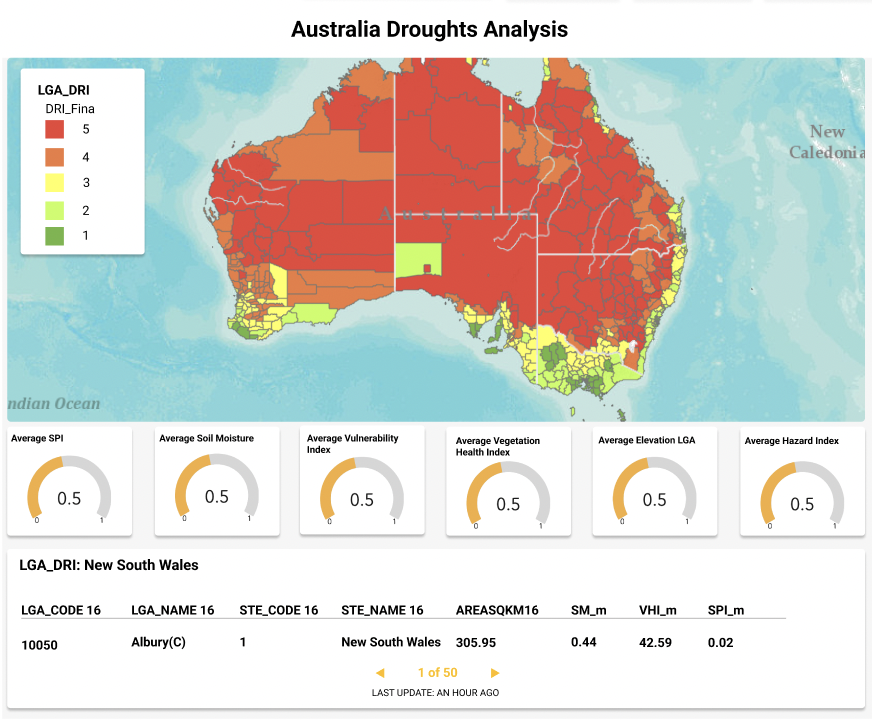 Australia Droughts Analysis
LGA_DRI
DRI_Fina
5
4
3
2
1
New
Caledonia
Australia
ndian Ocean
Average SPI
0.5
0
1
Average Soil Moisture
0.5
0
1
Average Vulnerability
Index
0.5
0
1
Average Vegetation
Health Index
0.5
0
1
Average Elevation LGA
0.5
0
1
Average Hazard Index
0.5
0
1
LGA_DRI: New South Wales
LGA_CODE 16 LGA_NAME 16 STE_CODE 16 STE_NAME 16 AREASQKM16 SM_m VHI_m SPI_m
10050 Albury(C) 1 New South Wales 305.95 0.44 42.59 0.02
◀ 1 of 50 ▶
LAST UPDATE: AN HOUR AGO